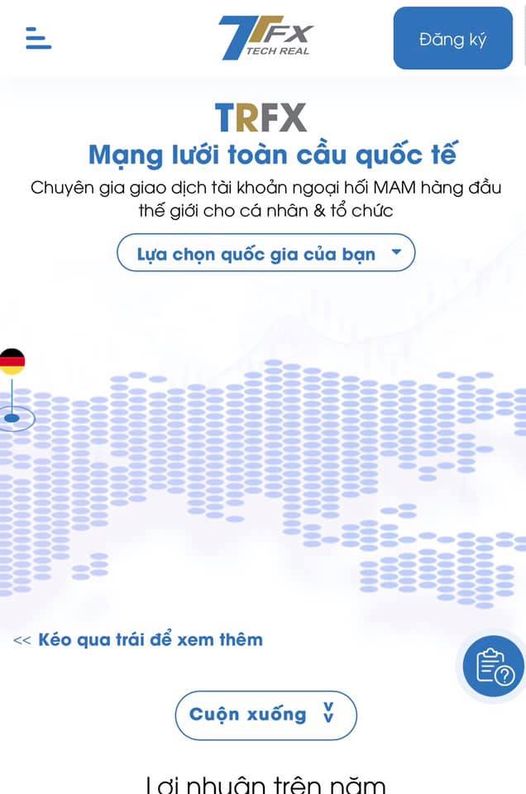 TRFX
TECH REAL
Đăng ký
TRFX
Mạng lưới toàn cầu quốc tế
Chuyên gia giao dịch tài khoản ngoại hối MAM hàng đầu
thế giới cho cá nhân & tổ chức
Lựa chọn quốc gia của bạn
<< Kéo qua trái để xem thêm
Cuộn xuống
Lợi nhuận trên năm